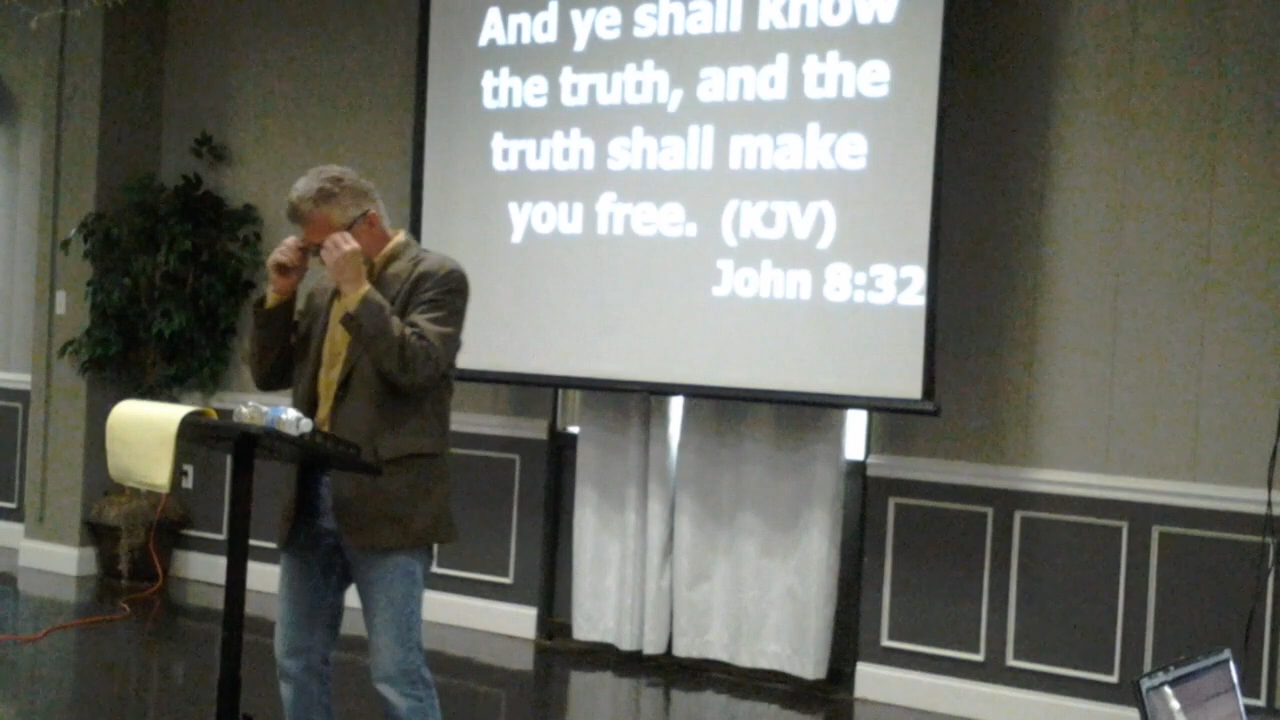 And ye shall know
the truth, and the
truth shall make
you free. (KJV)
John 8:32